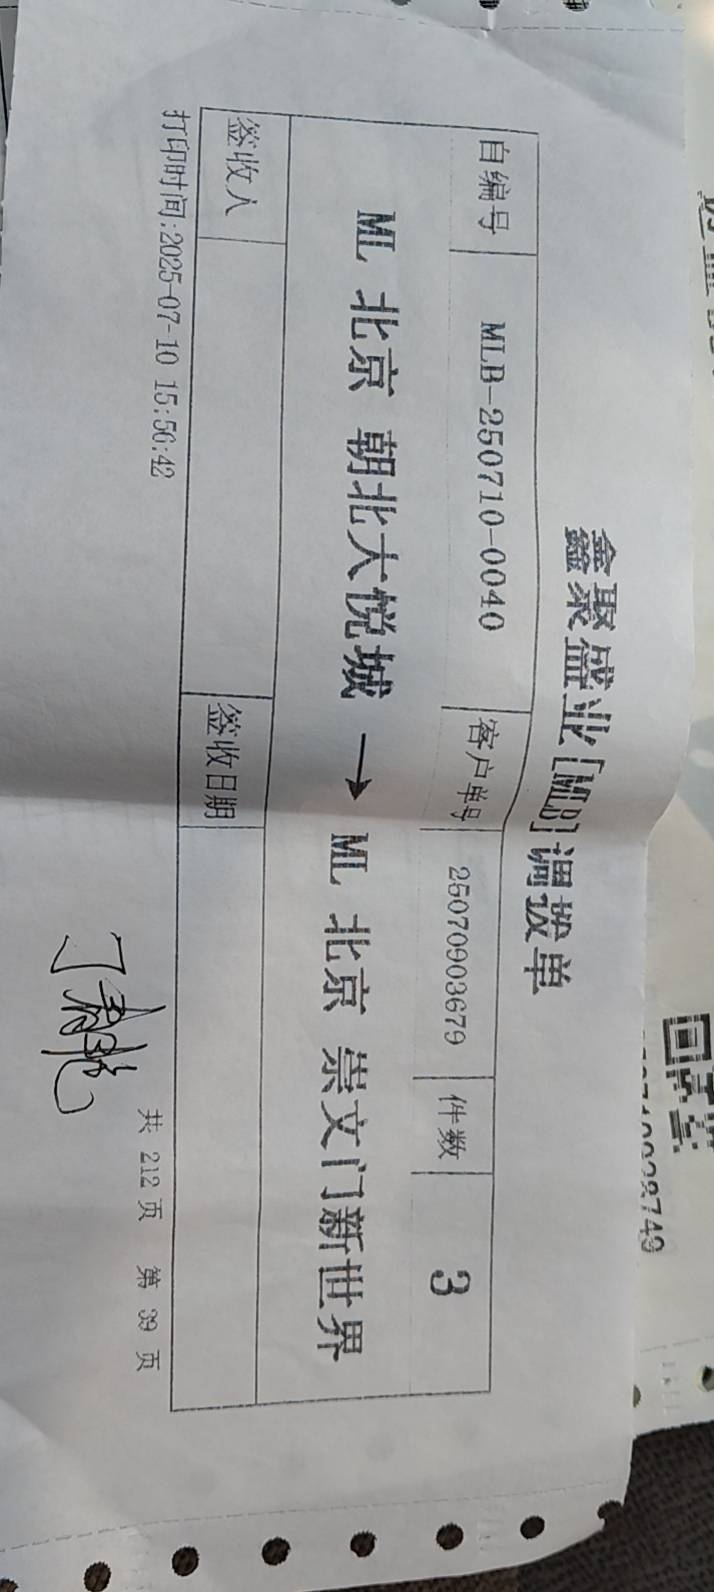 鑫聚盛业[MLB]调拨单
自编号 MLB-250710-0040 客户单号 25070903679 件数 3
ML 北京 朝北大悦城 → ML 北京 崇文门新世界
签收人 签收日期
打印时间:2025-07-10 15:56:42 共 212 页 第 39 页